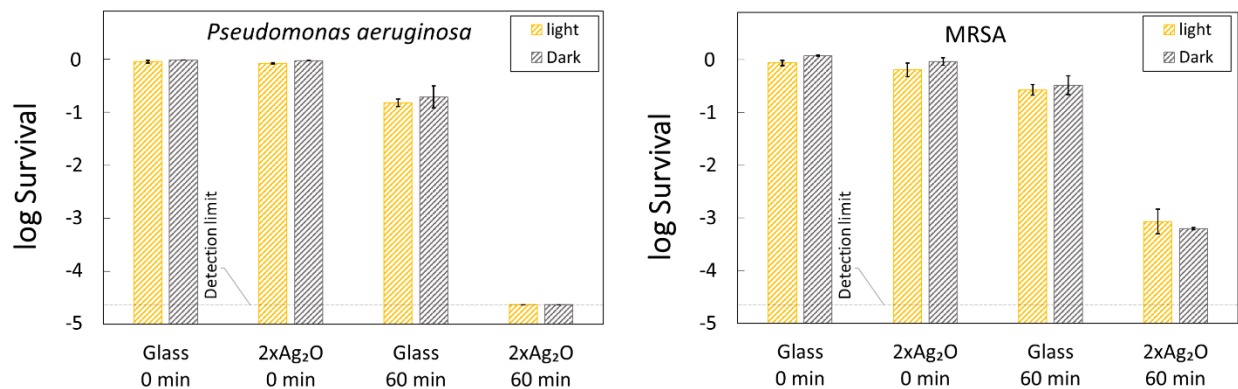 Pseudomonas aeruginosa
light
Dark
log Survival
0
-1
-2
-3
-4
-5
Detection limit
Glass
0 min
2xAg₂O
0 min
Glass
60 min
2xAg₂O
60 min
MRSA
light
Dark
log Survival
0
-1
-2
-3
-4
-5
Detection limit
Glass
0 min
2xAg₂O
0 min
Glass
60 min
2xAg₂O
60 min